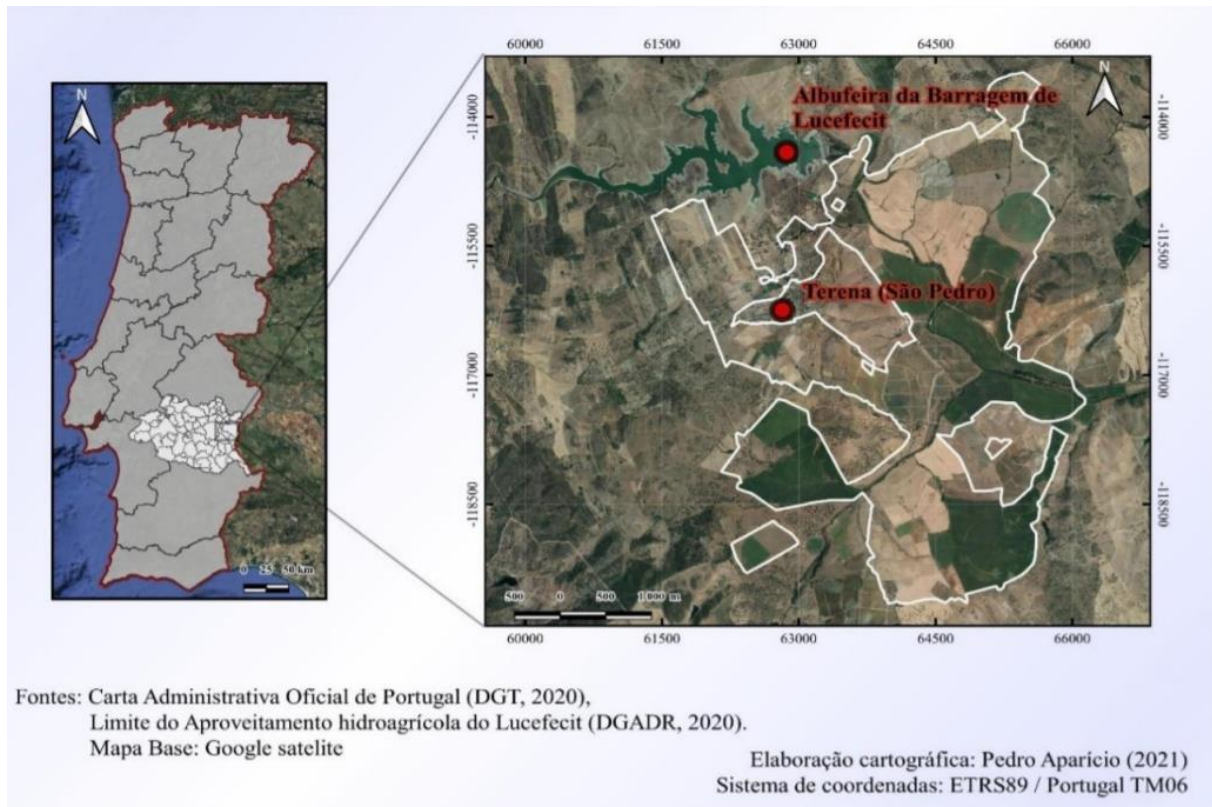 60000 61500 63000 64500 66000
N
N
Albufeira da Barragem de
Lucefecit
-114000
-114000
-115500
-115500
Terena (São Pedro)
-117000
-117000
-118500
-118500
0 25 50 km
500 0 500 1 000 m
60000 61500 63000 64500 66000
Fontes: Carta Administrativa Oficial de Portugal (DGT, 2020),
Limite do Aproveitamento hidroagrícola do Lucefecit (DGADR, 2020).
Mapa Base: Google satelite
Elaboração cartográfica: Pedro Aparício (2021)
Sistema de coordenadas: ETRS89 / Portugal TM06